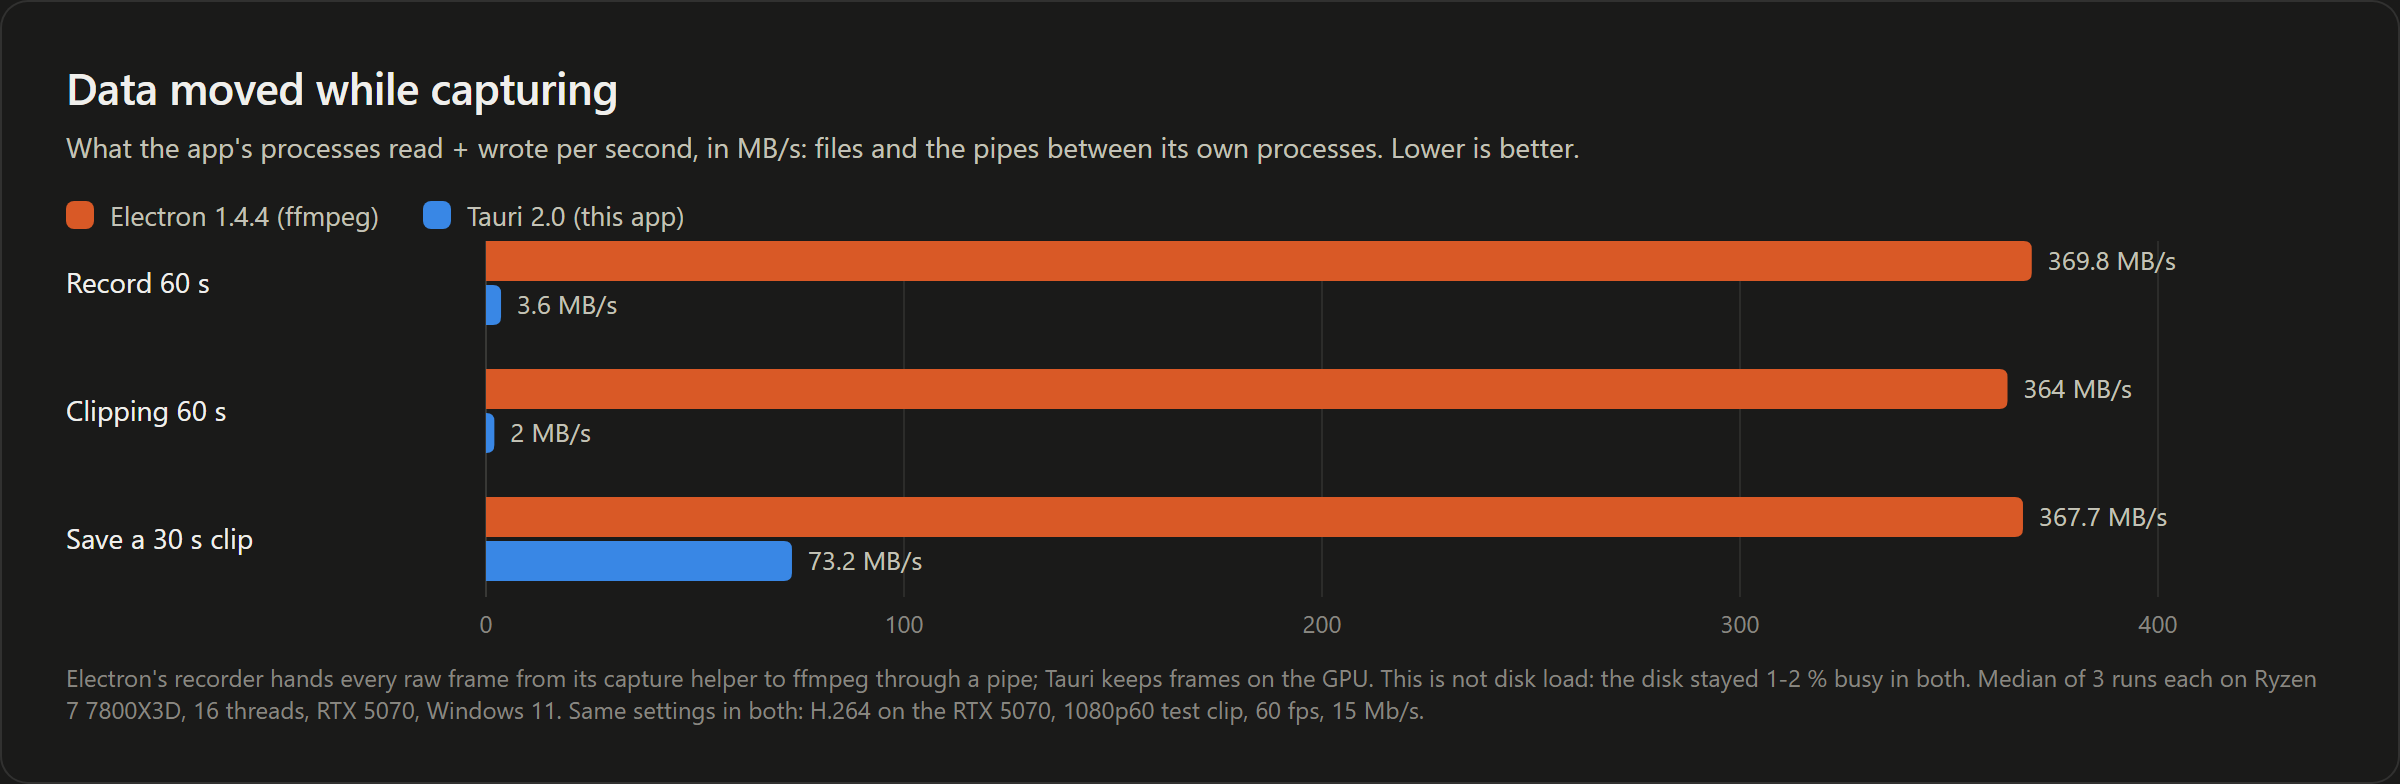 Data moved while capturing
What the app's processes read + wrote per second, in MB/s: files and the pipes between its own processes. Lower is better.
Electron 1.4.4 (ffmpeg)
Tauri 2.0 (this app)
Record 60 s
369.8 MB/s
3.6 MB/s
Clipping 60 s
364 MB/s
2 MB/s
Save a 30 s clip
367.7 MB/s
73.2 MB/s
0
100
200
300
400
Electron's recorder hands every raw frame from its capture helper to ffmpeg through a pipe; Tauri keeps frames on the GPU. This is not disk load: the disk stayed 1-2 % busy in both. Median of 3 runs each on Ryzen
7 7800X3D, 16 threads, RTX 5070, Windows 11. Same settings in both: H.264 on the RTX 5070, 1080p60 test clip, 60 fps, 15 Mb/s.